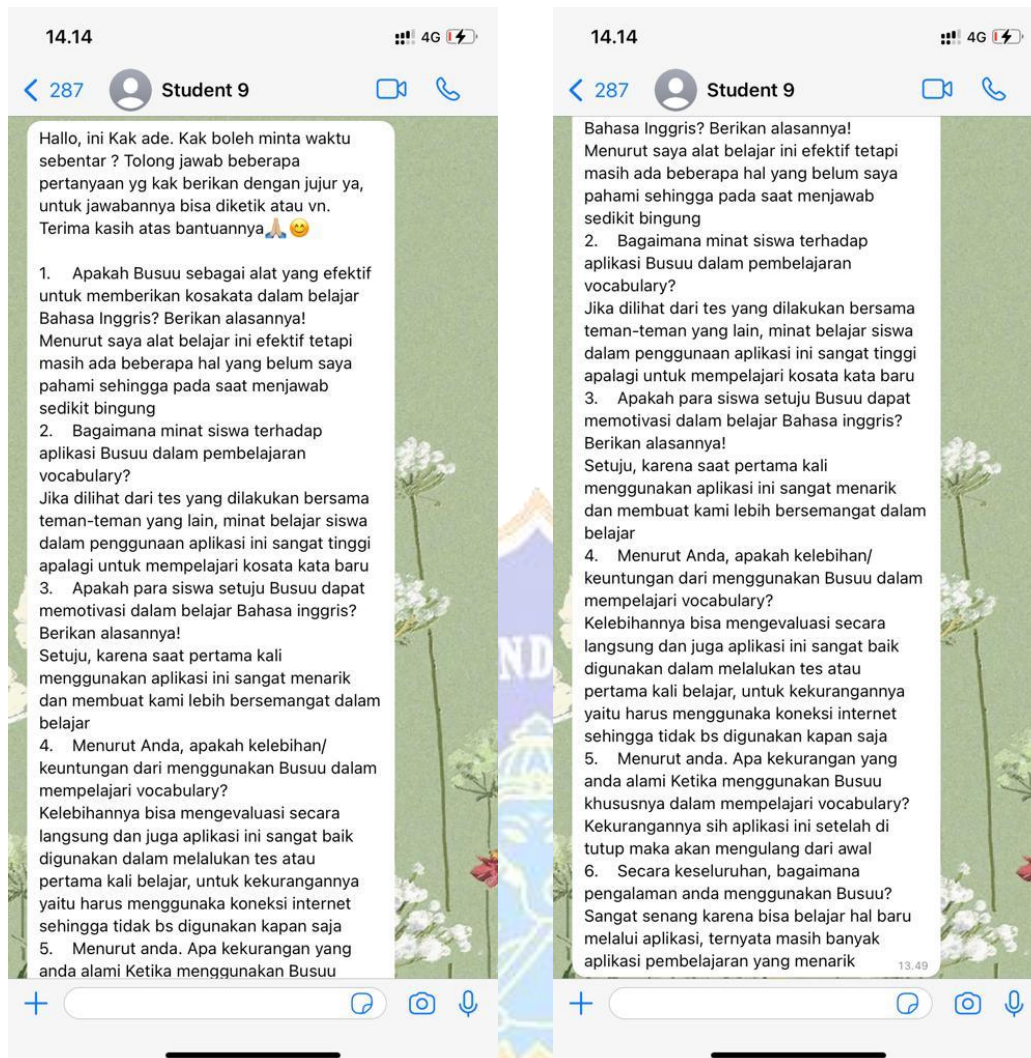 14.14
4G
287
Student 9
Hallo, ini Kak ade. Kak boleh minta waktu
sebentar ? Tolong jawab beberapa
pertanyaan yg kak berikan dengan jujur ya,
untuk jawabannya bisa diketik atau vn.
Terima kasih atas bantuannya🙏🏼😊
1. Apakah Busuu sebagai alat yang efektif
untuk memberikan kosakata dalam belajar
Bahasa Inggris? Berikan alasannya!
Menurut saya alat belajar ini efektif tetapi
masih ada beberapa hal yang belum saya
pahami sehingga pada saat menjawab
sedikit bingung
2. Bagaimana minat siswa terhadap
aplikasi Busuu dalam pembelajaran
vocabulary?
Jika dilihat dari tes yang dilakukan bersama
teman-teman yang lain, minat belajar siswa
dalam penggunaan aplikasi ini sangat tinggi
apalagi untuk mempelajari kosata kata baru
3. Apakah para siswa setuju Busuu dapat
memotivasi dalam belajar Bahasa inggris?
Berikan alasannya!
Setuju, karena saat pertama kali
menggunakan aplikasi ini sangat menarik
dan membuat kami lebih bersemangat dalam
belajar
4. Menurut Anda, apakah kelebihan/
keuntungan dari menggunakan Busuu dalam
mempelajari vocabulary?
Kelebihannya bisa mengevaluasi secara
langsung dan juga aplikasi ini sangat baik
digunakan dalam melalukan tes atau
pertama kali belajar, untuk kekurangannya
yaitu harus menggunaka koneksi internet
sehingga tidak bs digunakan kapan saja
5. Menurut anda. Apa kekurangan yang
anda alami Ketika menggunakan Busuu
14.14
4G
287
Student 9
Bahasa Inggris? Berikan alasannya!
Menurut saya alat belajar ini efektif tetapi
masih ada beberapa hal yang belum saya
pahami sehingga pada saat menjawab
sedikit bingung
2. Bagaimana minat siswa terhadap
aplikasi Busuu dalam pembelajaran
vocabulary?
Jika dilihat dari tes yang dilakukan bersama
teman-teman yang lain, minat belajar siswa
dalam penggunaan aplikasi ini sangat tinggi
apalagi untuk mempelajari kosata kata baru
3. Apakah para siswa setuju Busuu dapat
memotivasi dalam belajar Bahasa inggris?
Berikan alasannya!
Setuju, karena saat pertama kali
menggunakan aplikasi ini sangat menarik
dan membuat kami lebih bersemangat dalam
belajar
4. Menurut Anda, apakah kelebihan/
keuntungan dari menggunakan Busuu dalam
mempelajari vocabulary?
Kelebihannya bisa mengevaluasi secara
langsung dan juga aplikasi ini sangat baik
digunakan dalam melalukan tes atau
pertama kali belajar, untuk kekurangannya
yaitu harus menggunaka koneksi internet
sehingga tidak bs digunakan kapan saja
5. Menurut anda. Apa kekurangan yang
anda alami Ketika menggunakan Busuu
khususnya dalam mempelajari vocabulary?
Kekurangannya sih aplikasi ini setelah di
tutup maka akan mengulang dari awal
6. Secara keseluruhan, bagaimana
pengalaman anda menggunakan Busuu?
Sangat senang karena bisa belajar hal baru
melalui aplikasi, ternyata masih banyak
aplikasi pembelajaran yang menarik
13.49